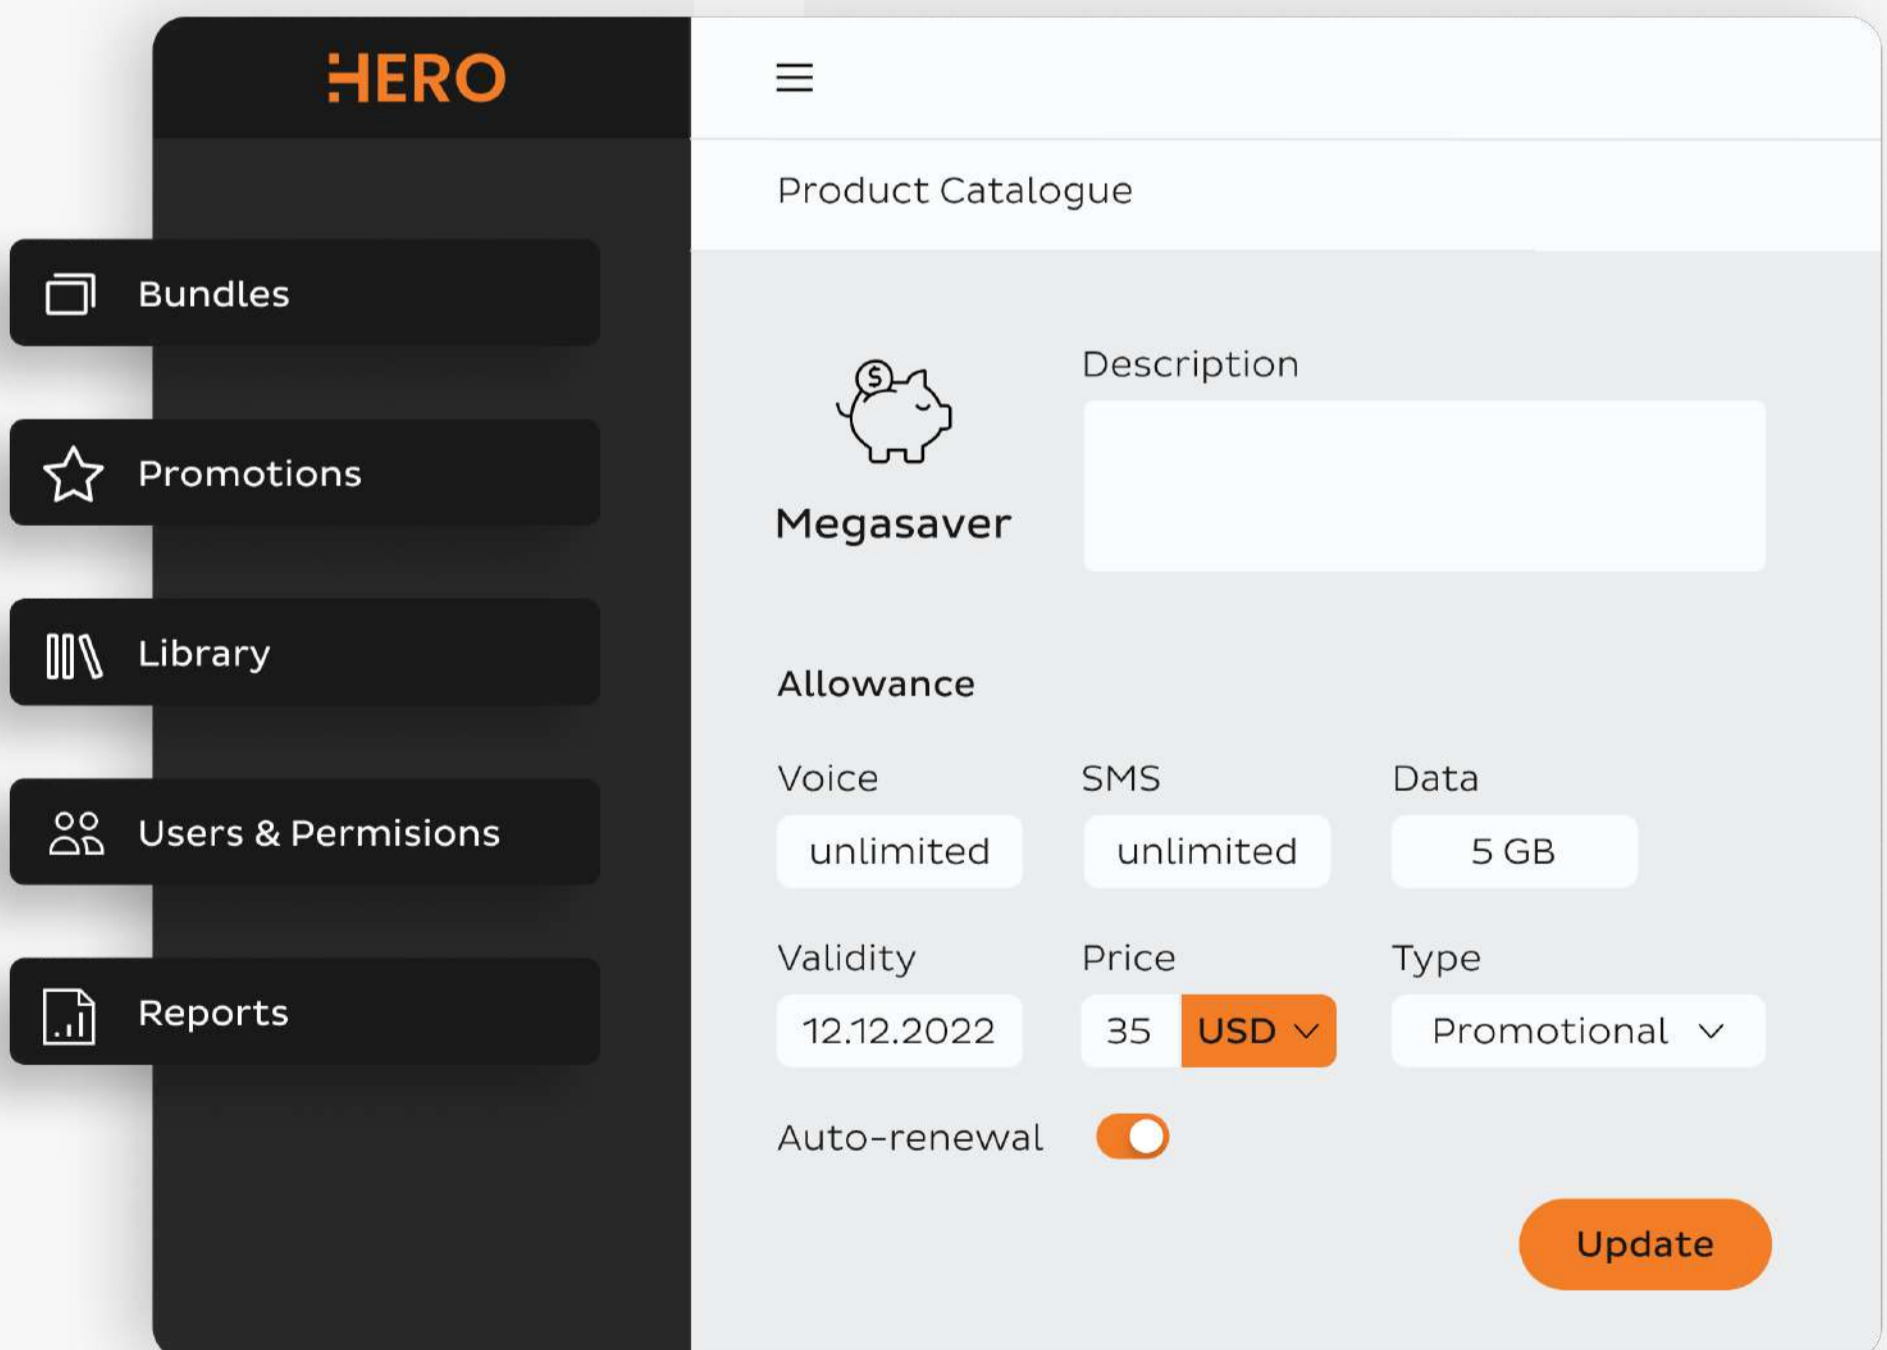 HERO
Bundles
Promotions
Library
Users & Permisions
Reports
Product Catalogue
$
Megasaver
Description
Allowance
Voice SMS Data
unlimited unlimited 5 GB
Validity Price Type
12.12.2022 35 USD Promotional
Auto-renewal
Update